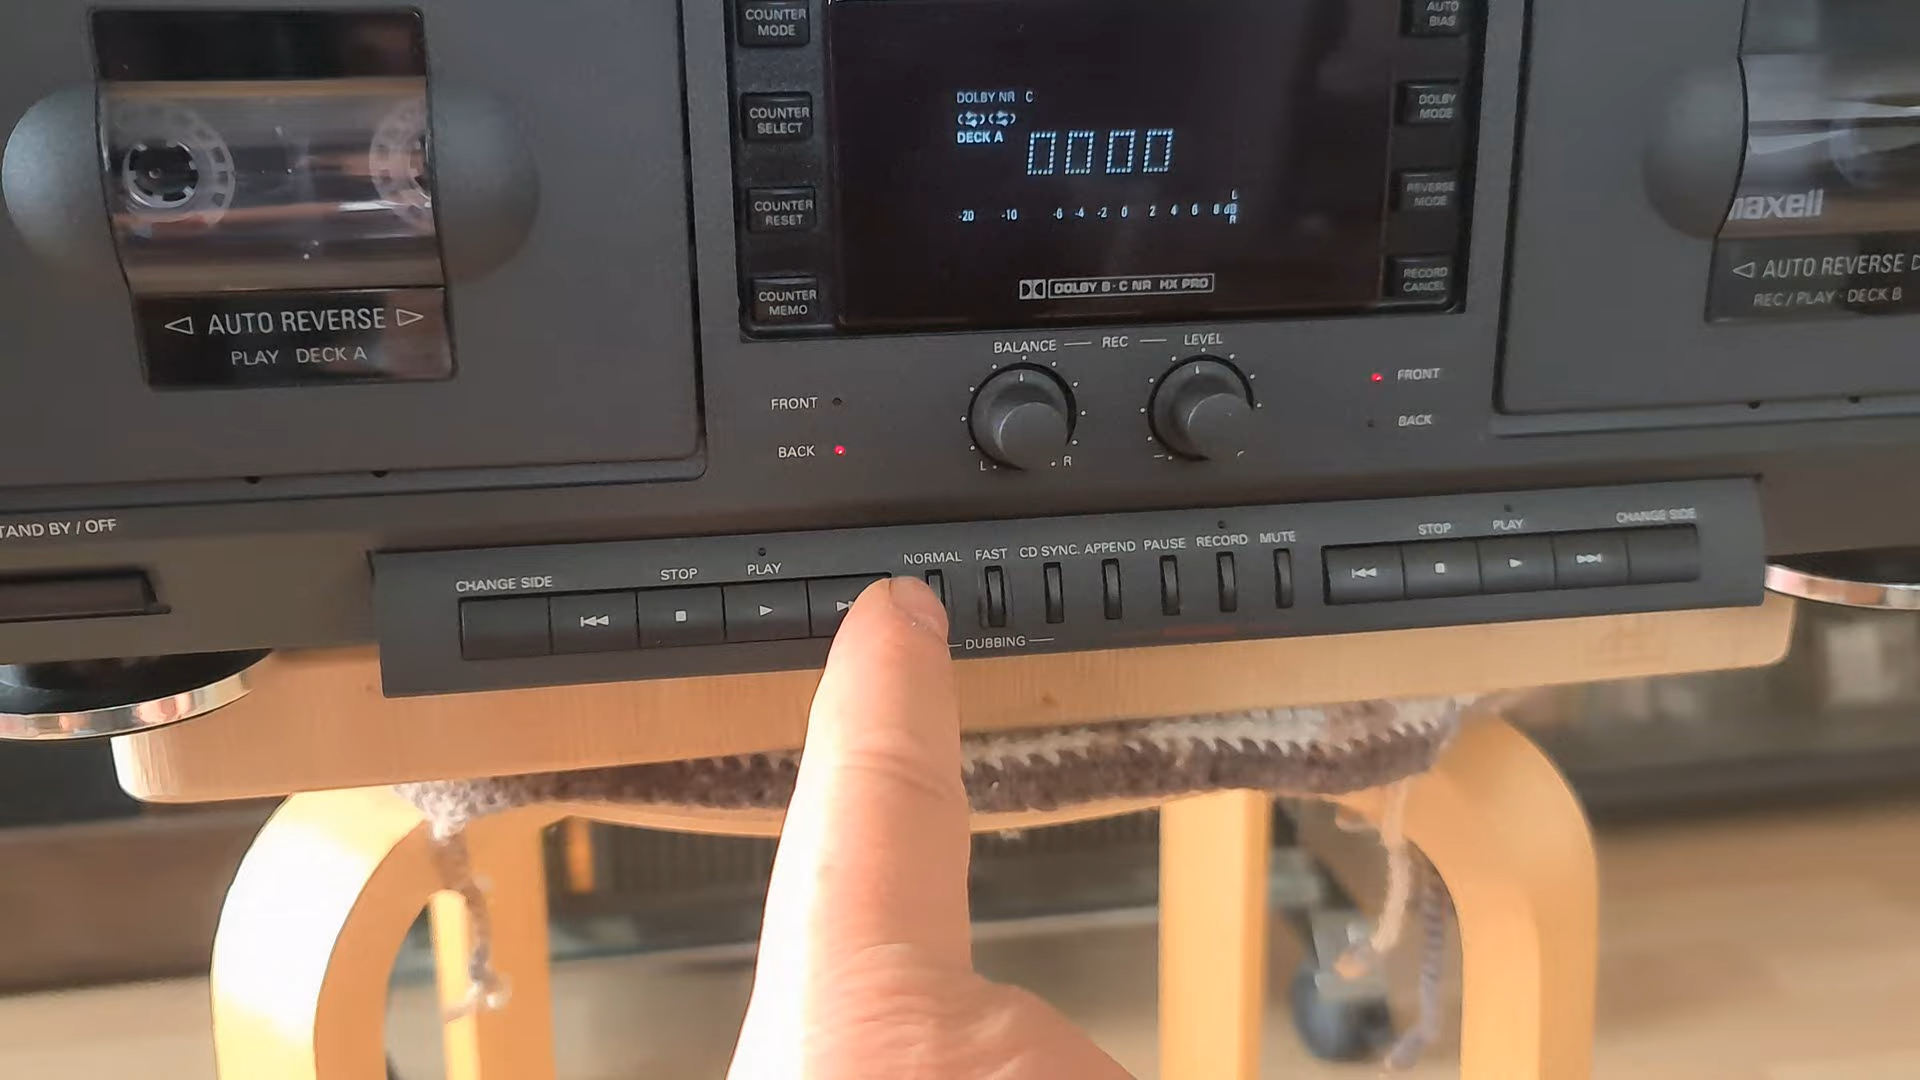 COUNTER
MODE
COUNTER
SELECT
COUNTER
RESET
COUNTER
MEMO
DOLBY NR C
DECK A
0000
-20 -10 -6 -4 -2 0 2 4 6 8 dB
L
R
DOLBY B·C NR HX PRO
AUTO
BIAS
DOLBY
MODE
REVERSE
MODE
RECORD
CANCEL
AUTO REVERSE
PLAY DECK A
maxell
AUTO REVERSE
REC/PLAY·DECK B
BALANCE — REC — LEVEL
L R
FRONT
BACK
FRONT
BACK
TAND BY / OFF
CHANGE SIDE
STOP
PLAY
NORMAL
FAST
CD SYNC.
APPEND
PAUSE
RECORD
MUTE
STOP
PLAY
CHANGE SIDE
— DUBBING —